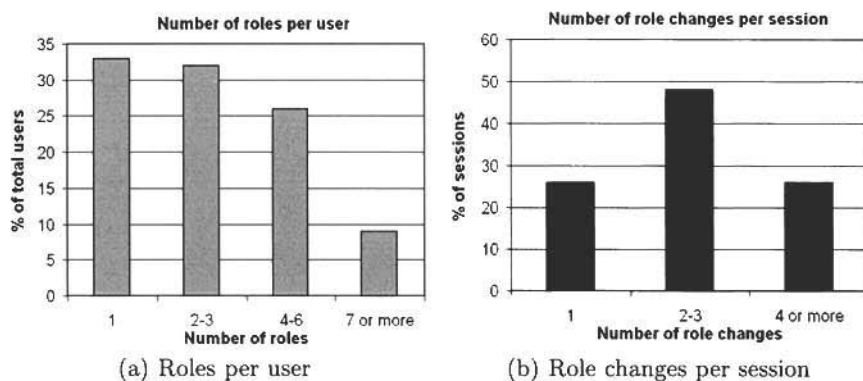 Number of roles per user
35
30
25
20
15
10
5
0
% of total users
1 2-3 4-6 7 or more
Number of roles
(a) Roles per user
Number of role changes per session
60
50
40
30
20
10
0
% of sessions
1 2-3 4 or more
Number of role changes
(b) Role changes per session